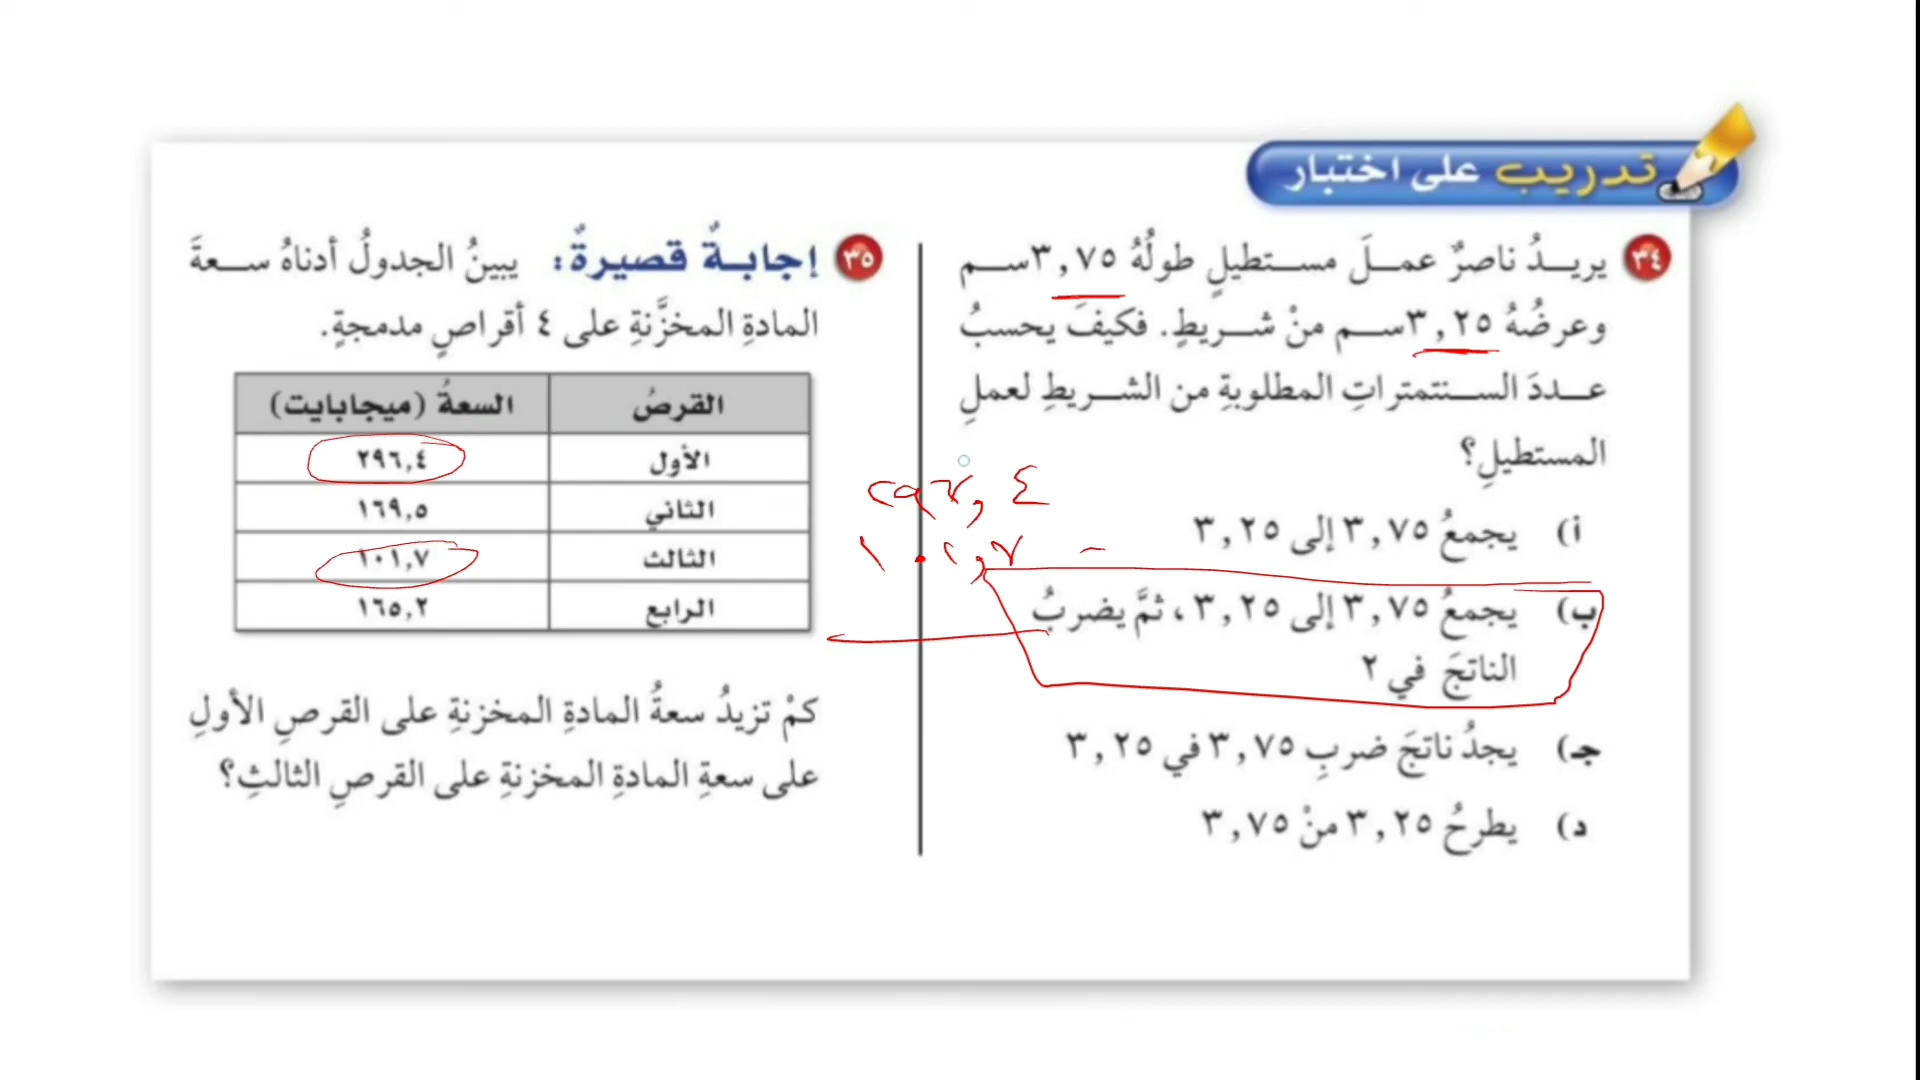 تدريب على اختبار
٣٤ يريدُ ناصرٌ عملَ مستطيلٍ طولُهُ ٣,٧٥سم
وعرضُهُ ٣,٢٥سم منْ شريطٍ. فكيفَ يحسبُ
عددَ السنتمتراتِ المطلوبةِ من الشريطِ لعملِ
المستطيلِ؟
أ) يجمعُ ٣,٧٥ إلى ٣,٢٥
ب) يجمعُ ٣,٧٥ إلى ٣,٢٥، ثمَّ يضربُ
الناتجَ في ٢
جـ) يجدُ ناتجَ ضربِ ٣,٧٥ في ٣,٢٥
د) يطرحُ ٣,٢٥ منْ ٣,٧٥
٣٥ إجابةٌ قصيرةٌ: يبينُ الجدولُ أدناهُ سعةَ
المادةِ المخزَّنةِ على ٤ أقراصٍ مدمجةٍ.
القرصُ السعةُ (ميجابايت)
الأول ٢٩٦,٤
الثاني ١٦٩,٥
الثالث ١٠١,٧
الرابع ١٦٥,٢
كمْ تزيدُ سعةُ المادةِ المخزنةِ على القرصِ الأولِ
على سعةِ المادةِ المخزنةِ على القرصِ الثالثِ؟
٢٩٦,٤
١٠١,٧ -